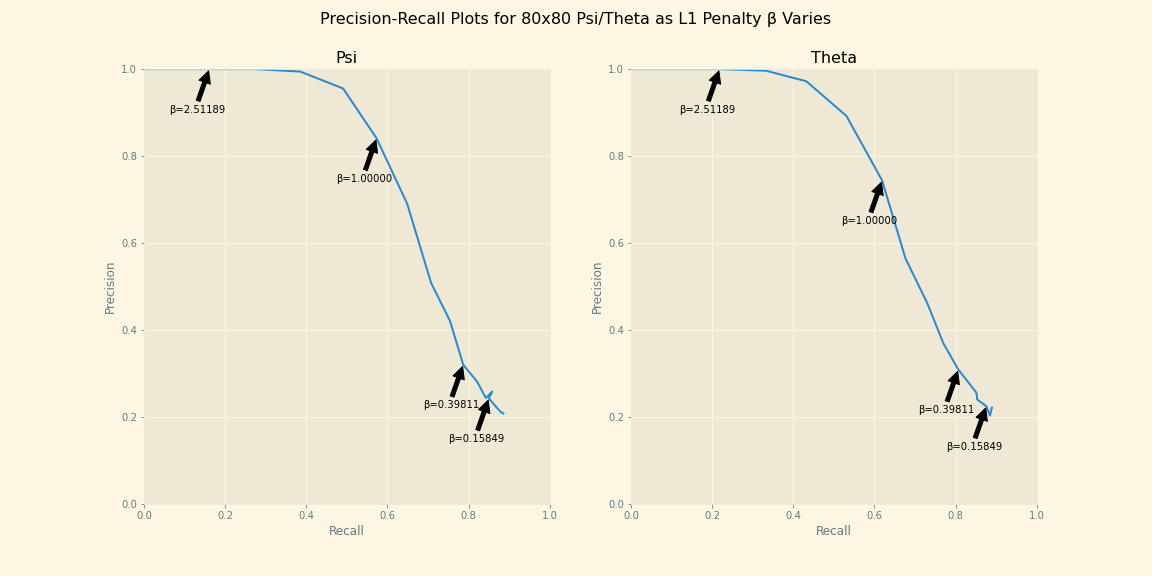 Precision-Recall Plots for 80x80 Psi/Theta as L1 Penalty β Varies
Psi
1.0
0.8
0.6
0.4
0.2
0.0
Precision
β=2.51189
β=1.00000
β=0.39811
β=0.15849
0.0 0.2 0.4 0.6 0.8 1.0
Recall
Theta
1.0
0.8
0.6
0.4
0.2
0.0
Precision
β=2.51189
β=1.00000
β=0.39811
β=0.15849
0.0 0.2 0.4 0.6 0.8 1.0
Recall